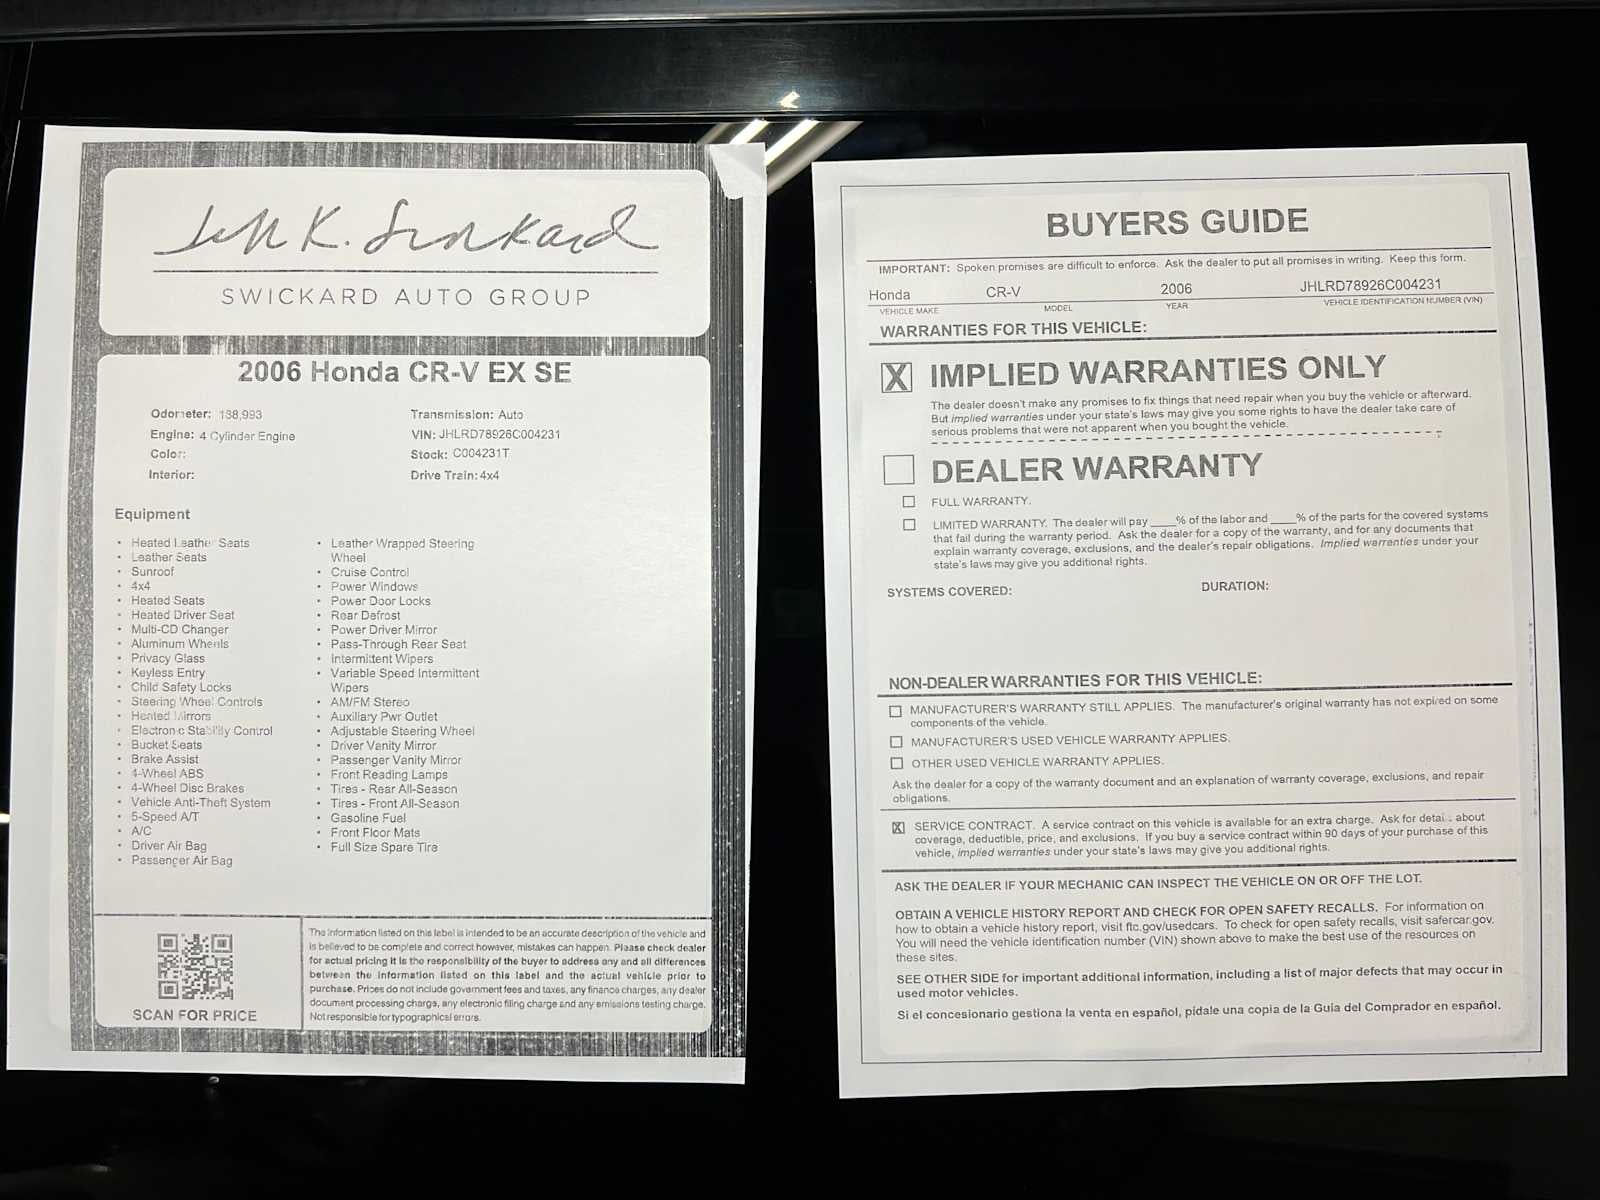 Jeff K. Swickard
SWICKARD AUTO GROUP
2006 Honda CR-V EX SE
Odometer: 138,993
Engine: 4 Cylinder Engine
Color:
Interior:
Transmission: Auto
VIN: JHLRD78926C004231
Stock: C004231T
Drive Train: 4x4
Equipment
• Heated Leather Seats
• Leather Seats
• Sunroof
• 4x4
• Heated Seats
• Heated Driver Seat
• Multi-CD Changer
• Aluminum Wheels
• Privacy Glass
• Keyless Entry
• Child Safety Locks
• Steering Wheel Controls
• Heated Mirrors
• Electronic Stability Control
• Bucket Seats
• Brake Assist
• 4-Wheel ABS
• 4-Wheel Disc Brakes
• Vehicle Anti-Theft System
• 5-Speed A/T
• A/C
• Driver Air Bag
• Passenger Air Bag
• Leather Wrapped Steering
Wheel
• Cruise Control
• Power Windows
• Power Door Locks
• Rear Defrost
• Power Driver Mirror
• Pass-Through Rear Seat
• Intermittent Wipers
• Variable Speed Intermittent
Wipers
• AM/FM Stereo
• Auxiliary Pwr Outlet
• Adjustable Steering Wheel
• Driver Vanity Mirror
• Passenger Vanity Mirror
• Front Reading Lamps
• Tires - Rear All-Season
• Tires - Front All-Season
• Gasoline Fuel
• Front Floor Mats
• Full Size Spare Tire
SCAN FOR PRICE
The information listed on this label is intended to be an accurate description of the vehicle and
is believed to be complete and correct however, mistakes can happen. Please check dealer
for actual pricing it is the responsibility of the buyer to address any and all differences
between the information listed on this label and the actual vehicle prior to
purchase. Prices do not include government fees and taxes, any finance charges, any dealer
document processing charge, any electronic filing charge and any emissions testing charge.
Not responsible for typographical errors.
BUYERS GUIDE
IMPORTANT: Spoken promises are difficult to enforce. Ask the dealer to put all promises in writing. Keep this form.
Honda CR-V 2006 JHLRD78926C004231
VEHICLE MAKE MODEL YEAR VEHICLE IDENTIFICATION NUMBER (VIN)
WARRANTIES FOR THIS VEHICLE:
X IMPLIED WARRANTIES ONLY
The dealer doesn't make any promises to fix things that need repair when you buy the vehicle or afterward.
But implied warranties under your state's laws may give you some rights to have the dealer take care of
serious problems that were not apparent when you bought the vehicle.
DEALER WARRANTY
FULL WARRANTY.
LIMITED WARRANTY. The dealer will pay ____% of the labor and ____% of the parts for the covered systems
that fail during the warranty period. Ask the dealer for a copy of the warranty, and for any documents that
explain warranty coverage, exclusions, and the dealer's repair obligations. Implied warranties under your
state's laws may give you additional rights.
SYSTEMS COVERED: DURATION:
NON-DEALER WARRANTIES FOR THIS VEHICLE:
MANUFACTURER'S WARRANTY STILL APPLIES. The manufacturer's original warranty has not expired on some
components of the vehicle.
MANUFACTURER'S USED VEHICLE WARRANTY APPLIES.
OTHER USED VEHICLE WARRANTY APPLIES.
Ask the dealer for a copy of the warranty document and an explanation of warranty coverage, exclusions, and repair
obligations.
X SERVICE CONTRACT. A service contract on this vehicle is available for an extra charge. Ask for details about
coverage, deductible, price, and exclusions. If you buy a service contract within 90 days of your purchase of this
vehicle, implied warranties under your state's laws may give you additional rights.
ASK THE DEALER IF YOUR MECHANIC CAN INSPECT THE VEHICLE ON OR OFF THE LOT.
OBTAIN A VEHICLE HISTORY REPORT AND CHECK FOR OPEN SAFETY RECALLS. For information on
how to obtain a vehicle history report, visit ftc.gov/usedcars. To check for open safety recalls, visit safercar.gov.
You will need the vehicle identification number (VIN) shown above to make the best use of the resources on
these sites.
SEE OTHER SIDE for important additional information, including a list of major defects that may occur in
used motor vehicles.
Si el concesionario gestiona la venta en español, pídale una copia de la Guía del Comprador en español.